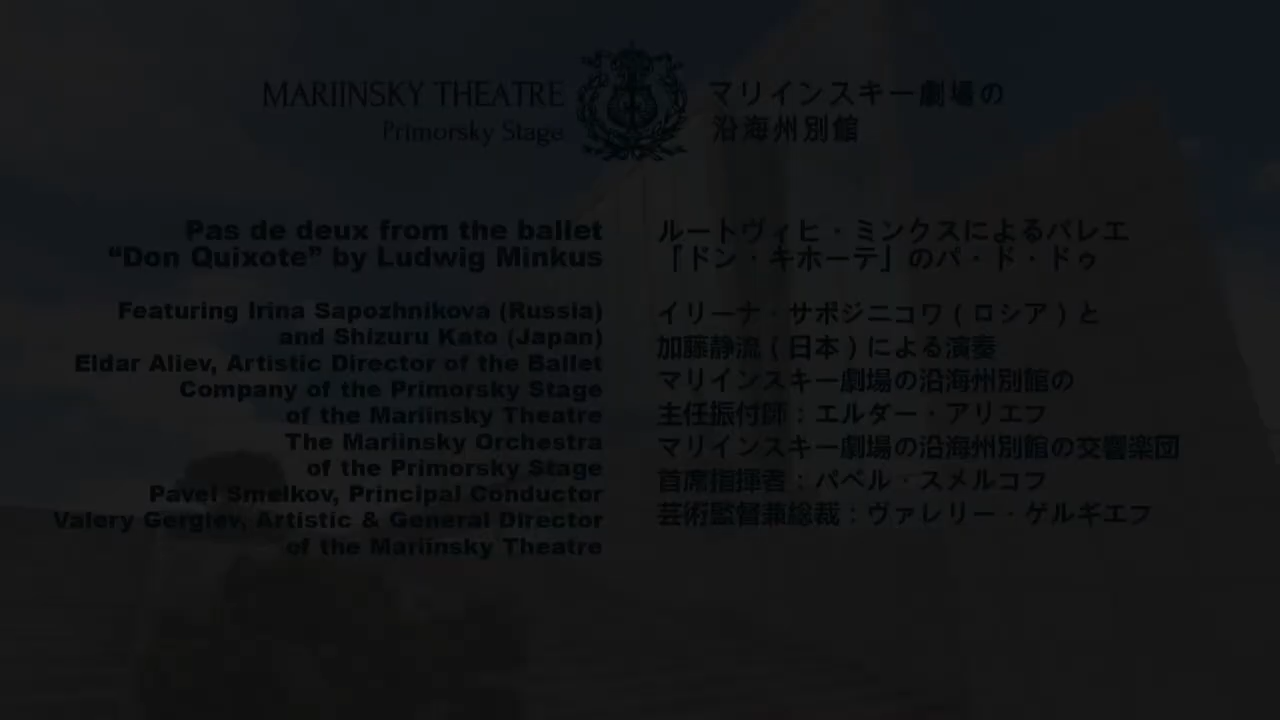 MARIINSKY THEATRE
Primorsky Stage
マリインスキー劇場の
沿海州別館
Pas de deux from the ballet
“Don Quixote” by Ludwig Minkus
Featuring Irina Sapozhnikova (Russia)
and Shizuru Kato (Japan)
Eldar Aliev, Artistic Director of the Ballet
Company of the Primorsky Stage
of the Mariinsky Theatre
The Mariinsky Orchestra
of the Primorsky Stage
Pavel Smelkov, Principal Conductor
Valery Gergiev, Artistic & General Director
of the Mariinsky Theatre
ルートヴィヒ・ミンクスによるバレエ
「ドン・キホーテ」のパ・ド・ドゥ
イリーナ・サポジニコワ(ロシア)と
加藤静流(日本)による演奏
マリインスキー劇場の沿海州別館の
主任振付師:エルダー・アリエフ
マリインスキー劇場の沿海州別館の交響楽団
首席指揮者:パベル・スメルコフ
芸術監督兼総裁:ヴァレリー・ゲルギエフ